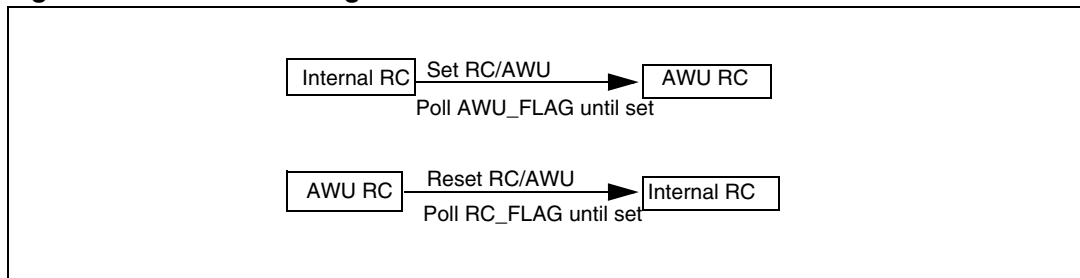 Internal RC
Set RC/AWU
AWU RC
Poll AWU_FLAG until set
AWU RC
Reset RC/AWU
Internal RC
Poll RC_FLAG until set